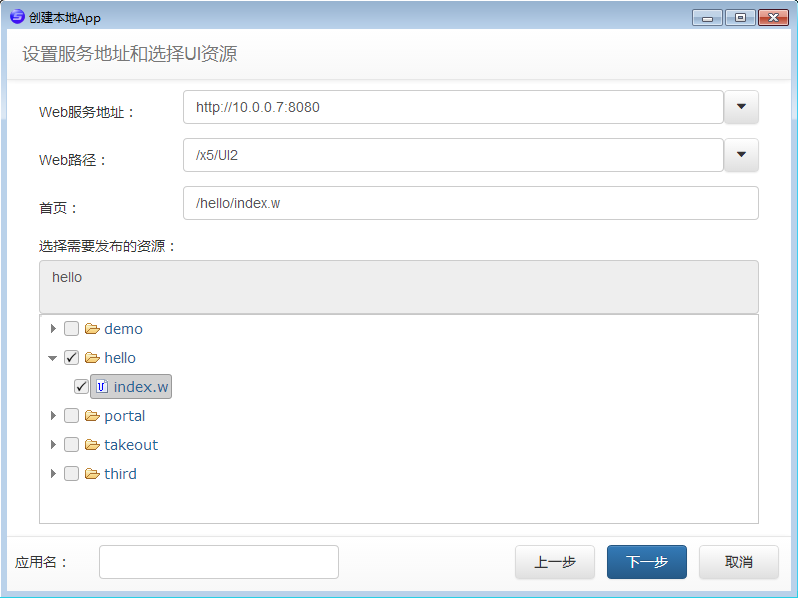 创建本地App
设置服务地址和选择UI资源
Web服务地址：
http://10.0.0.7:8080
Web路径：
/x5/UI2
首页：
/hello/index.w
选择需要发布的资源：
hello
demo
hello
index.w
portal
takeout
third
应用名：
上一步
下一步
取消